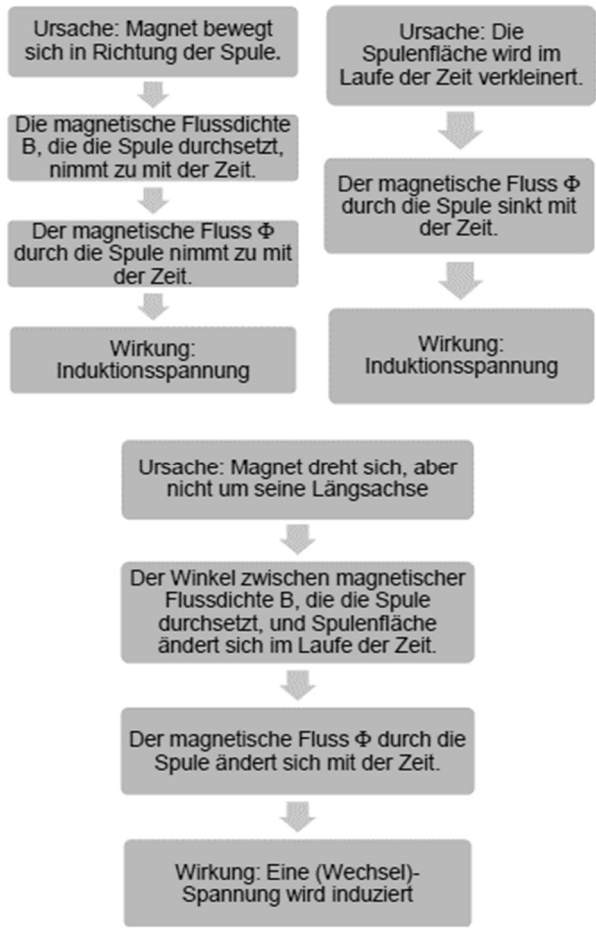 Ursache: Magnet bewegt
sich in Richtung der Spule.
Die magnetische Flussdichte
B, die die Spule durchsetzt,
nimmt zu mit der Zeit.
Der magnetische Fluss Φ
durch die Spule nimmt zu mit
der Zeit.
Wirkung:
Induktionsspannung
Ursache: Die
Spulenfläche wird im
Laufe der Zeit verkleinert.
Der magnetische Fluss Φ
durch die Spule sinkt mit
der Zeit.
Wirkung:
Induktionsspannung
Ursache: Magnet dreht sich, aber
nicht um seine Längsachse
Der Winkel zwischen magnetischer
Flussdichte B, die die Spule
durchsetzt, und Spulenfläche
ändert sich im Laufe der Zeit.
Der magnetische Fluss Φ durch die
Spule ändert sich mit der Zeit.
Wirkung: Eine (Wechsel)-
Spannung wird induziert